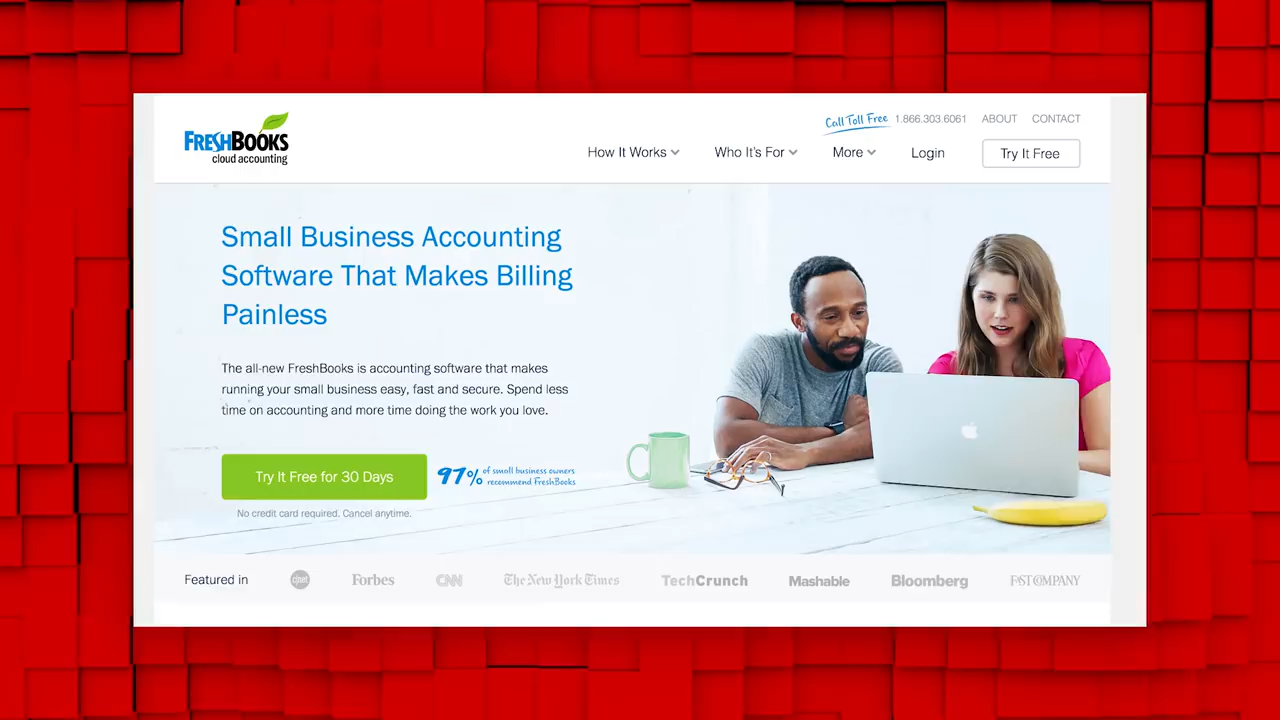 FRESHBOOKS
cloud accounting
Call Toll Free 1.866.303.6061 ABOUT CONTACT
How It Works Who It's For More Login Try It Free
Small Business Accounting
Software That Makes Billing
Painless
The all-new FreshBooks is accounting software that makes
running your small business easy, fast and secure. Spend less
time on accounting and more time doing the work you love.
Try It Free for 30 Days
97% of small business owners
recommend FreshBooks
No credit card required. Cancel anytime.
Featured in c|net Forbes CNN The New York Times TechCrunch Mashable Bloomberg FAST COMPANY